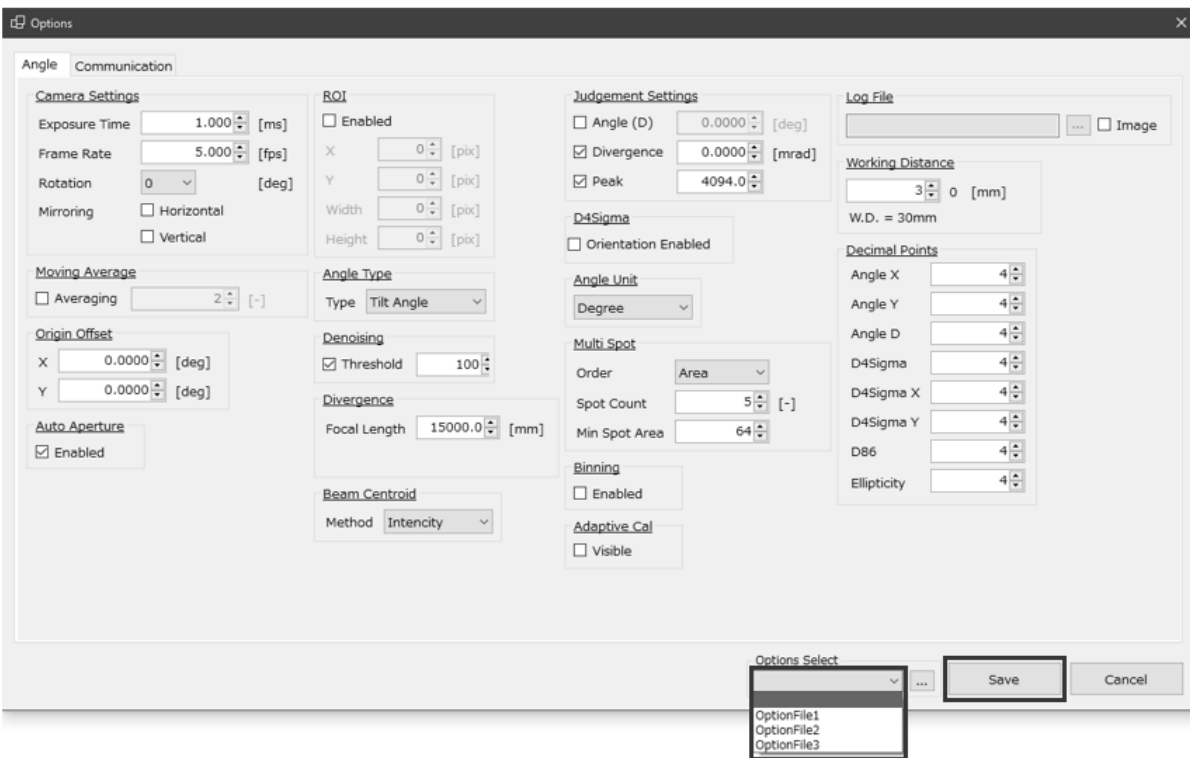 Options
Angle Communication
Camera Settings
Exposure Time 1.000 [ms]
Frame Rate 5.000 [fps]
Rotation 0 [deg]
Mirroring Horizontal
Vertical
Moving Average
Averaging 2 [-]
Origin Offset
X 0.0000 [deg]
Y 0.0000 [deg]
Auto Aperture
Enabled
ROI
Enabled
X 0 [pix]
Y 0 [pix]
Width 0 [pix]
Height 0 [pix]
Angle Type
Type Tilt Angle
Denoising
Threshold 100
Divergence
Focal Length 15000.0 [mm]
Beam Centroid
Method Intencity
Judgement Settings
Angle (D) 0.0000 [deg]
Divergence 0.0000 [mrad]
Peak 4094.0
D4Sigma
Orientation Enabled
Angle Unit
Degree
Multi Spot
Order Area
Spot Count 5 [-]
Min Spot Area 64
Binning
Enabled
Adaptive Cal
Visible
Log File
... Image
Working Distance
3 0 [mm]
W.D. = 30mm
Decimal Points
Angle X 4
Angle Y 4
Angle D 4
D4Sigma 4
D4Sigma X 4
D4Sigma Y 4
D86 4
Ellipticity 4
Options Select
... Save Cancel
OptionFile1
OptionFile2
OptionFile3